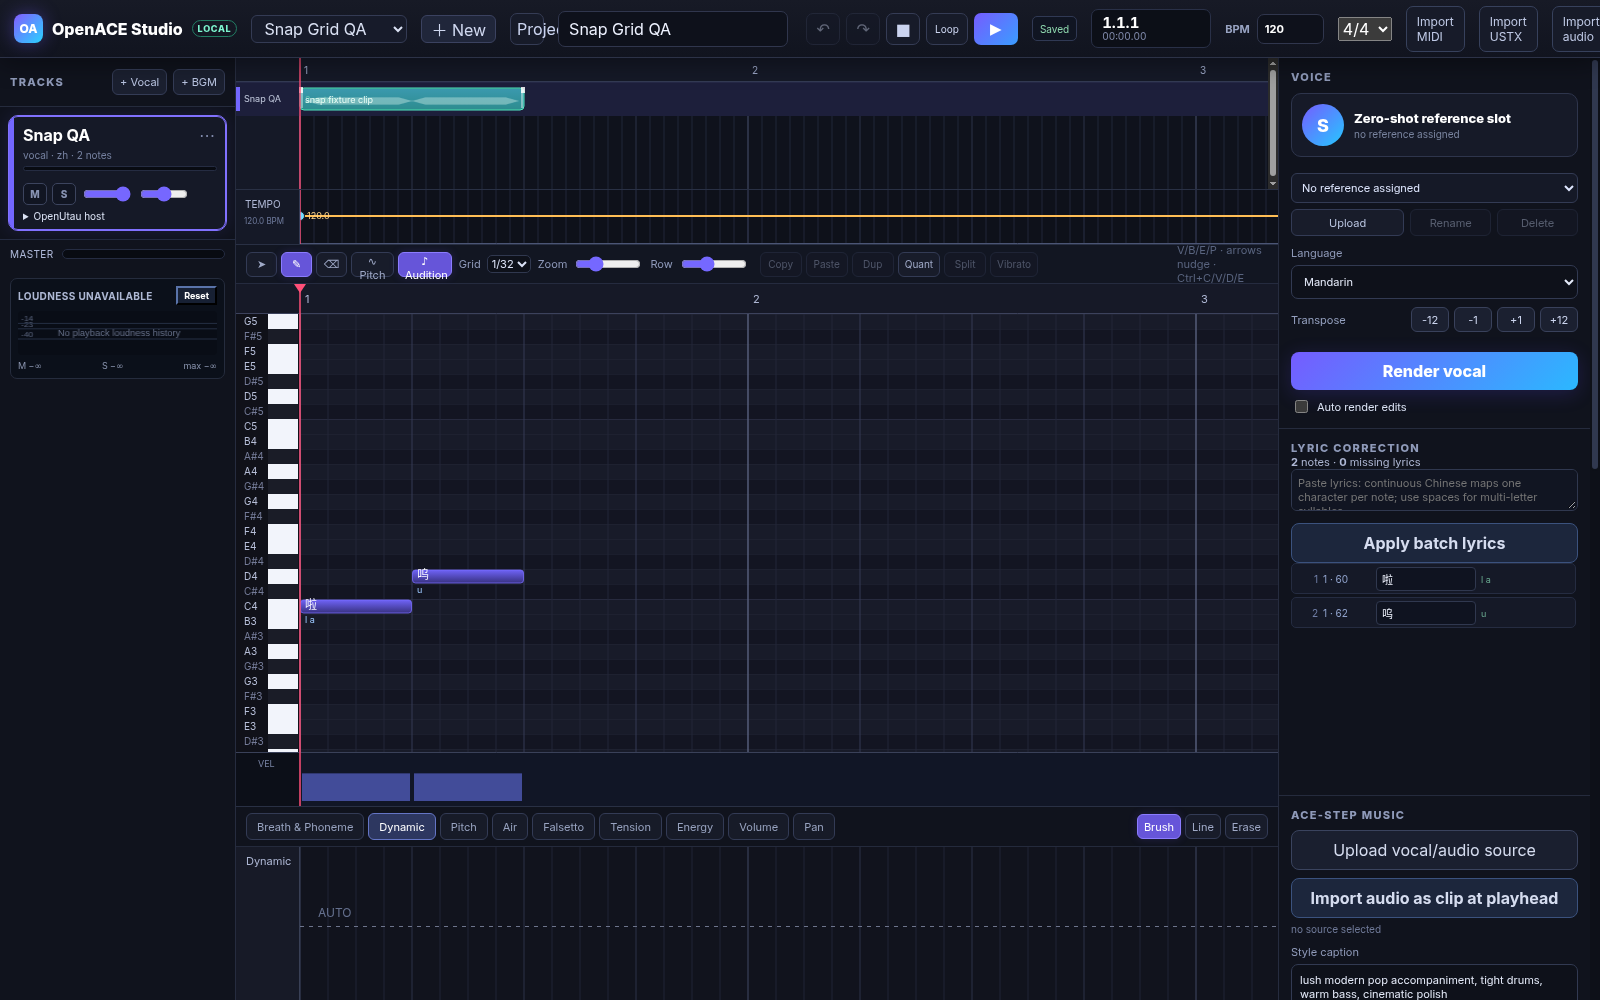 OA OpenACE Studio LOCAL Snap Grid QA + New Projec Snap Grid QA Loop Saved 1.1.1 00:00.00 BPM 120 4/4 Import MIDI Import USTX Import audio
TRACKS + Vocal + BGM
Snap QA ...
vocal · zh · 2 notes
M S
OpenUtau host
MASTER
LOUDNESS UNAVAILABLE Reset
-14
-23
-40
No playback loudness history
M −∞ S −∞ max −∞
1 2 3
Snap QA snap fixture clip
TEMPO
120.0 BPM
120.0
Pitch Audition Grid 1/32 Zoom Row Copy Paste Dup Quant Split Vibrato
V/B/E/P · arrows
nudge ·
Ctrl+C/V/D/E
1 2 3
G5
F#5
F5
E5
D#5
D5
C#5
C5
B4
A#4
A4
G#4
G4
F#4
F4
E4
D#4
D4 呜
C#4 u
C4 啦
B3 l a
A#3
A3
G#3
G3
F#3
F3
E3
D#3
VEL
Breath & Phoneme Dynamic Pitch Air Falsetto Tension Energy Volume Pan Brush Line Erase
Dynamic
AUTO
VOICE
S Zero-shot reference slot
no reference assigned
No reference assigned
Upload Rename Delete
Language
Mandarin
Transpose -12 -1 +1 +12
Render vocal
Auto render edits
LYRIC CORRECTION
2 notes · 0 missing lyrics
Paste lyrics: continuous Chinese maps one
character per note; use spaces for multi-letter
syllables
Apply batch lyrics
1 1 · 60 啦 l a
2 1 · 62 呜 u
ACE-STEP MUSIC
Upload vocal/audio source
Import audio as clip at playhead
no source selected
Style caption
lush modern pop accompaniment, tight drums,
warm bass, cinematic polish